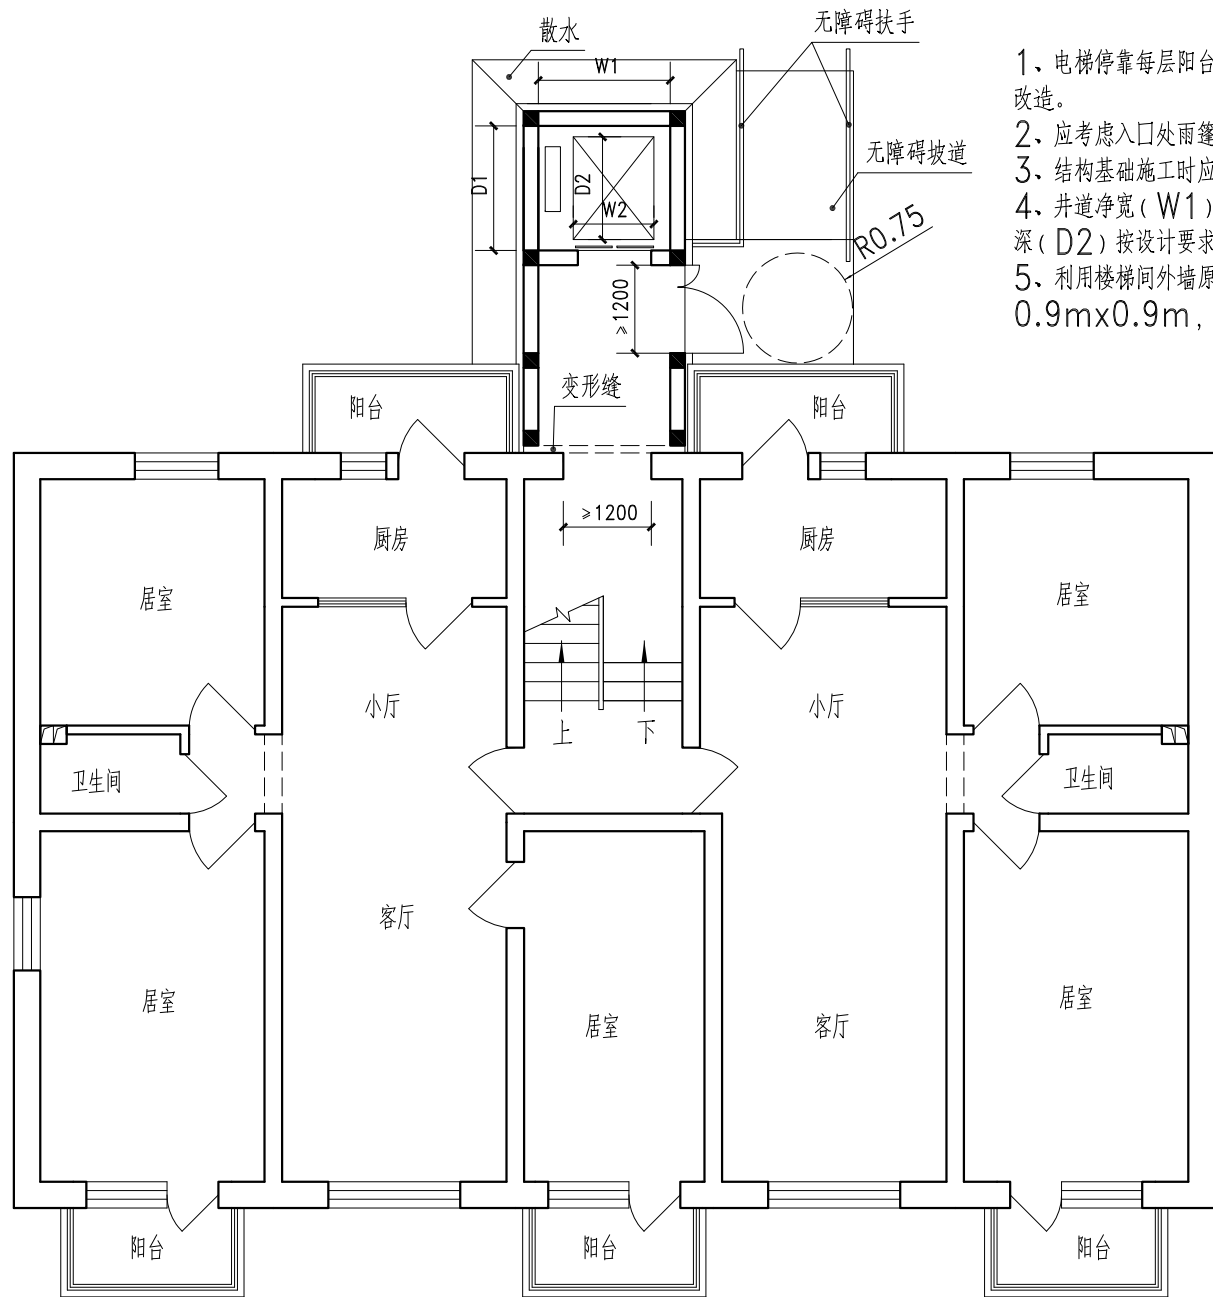 散水
无障碍扶手
W1
1、电梯停靠每层阳台
改造。
2、应考虑入口处雨篷
3、结构基础施工时应
4、井道净宽(W1)
深(D2)按设计要求
5、利用楼梯间外墙原
0.9mx0.9m,
无障碍坡道
D1
D2
W2
R0.75
≥1200
变形缝
阳台
阳台
≥1200
厨房
厨房
居室
居室
小厅
小厅
上
下
卫生间
卫生间
客厅
居室
居室
居室
客厅
阳台
阳台
阳台